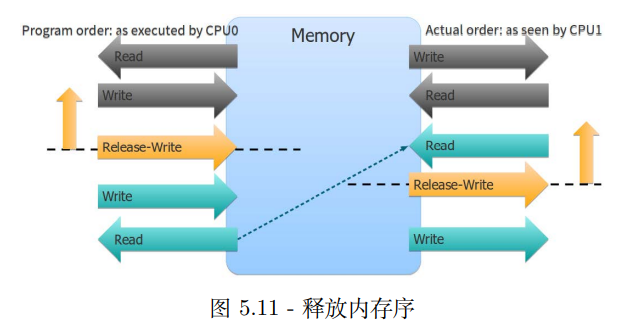 Program order: as executed by CPU0
Memory
Actual order: as seen by CPU1
Read
Write
Write
Read
Release-Write
Read
Release-Write
Write
Read
Write
图 5.11 - 释放内存序